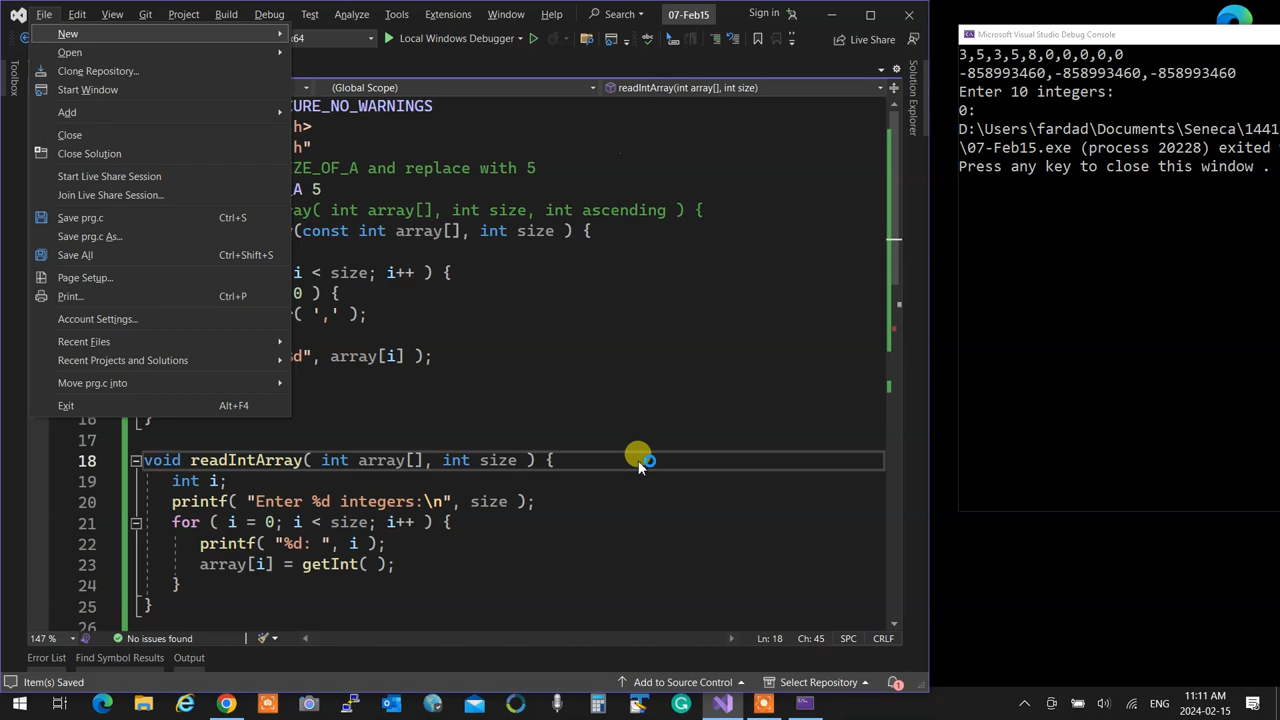 File Edit View Git Project Build Debug Test Analyze Tools Extensions Window Help Search 07-Feb15 Sign in
New
Open
Clone Repository...
Start Window
Add
Close
Close Solution
Start Live Share Session
Join Live Share Session...
Save prg.c Ctrl+S
Save prg.c As...
Save All Ctrl+Shift+S
Page Setup...
Print... Ctrl+P
Account Settings...
Recent Files
Recent Projects and Solutions
Move prg.c into
Exit Alt+F4
x64 Local Windows Debugger Live Share
Toolbox
Solution Explorer
(Global Scope) readIntArray(int array[], int size)
CURE_NO_WARNINGS
h>
h"
IZE_OF_A and replace with 5
A 5
ray( int array[], int size, int ascending ) {
y(const int array[], int size ) {
i < size; i++ ) {
0 ) {
r( ',' );
d", array[i] );
16 }
17
18 void readIntArray( int array[], int size ) {
19 int i;
20 printf( "Enter %d integers:\n", size );
21 for ( i = 0; i < size; i++ ) {
22 printf( "%d: ", i );
23 array[i] = getInt( );
24 }
25 }
26
147 % No issues found Ln: 18 Ch: 45 SPC CRLF
Error List Find Symbol Results Output
Item(s) Saved Add to Source Control Select Repository 1
Microsoft Visual Studio Debug Console
3,5,3,5,8,0,0,0,0,0
-858993460,-858993460,-858993460
Enter 10 integers:
0:
D:\Users\fardad\Documents\Seneca\1441
\07-Feb15.exe (process 20228) exited
Press any key to close this window .
ENG 11:11 AM
2024-02-15